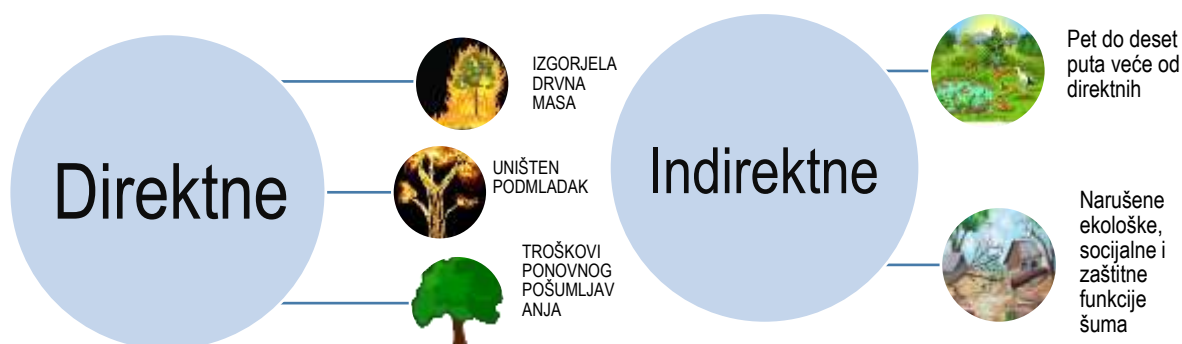 Direktne
IZGORJELA
DRVNA
MASA
UNIŠTEN
PODMLADAK
TROŠKOVI
PONOVNOG
POŠUMLJAV
ANJA
Indirektne
Pet do deset
puta veće od
direktnih
Narušene
ekološke,
socijalne i
zaštitne
funkcije
šuma